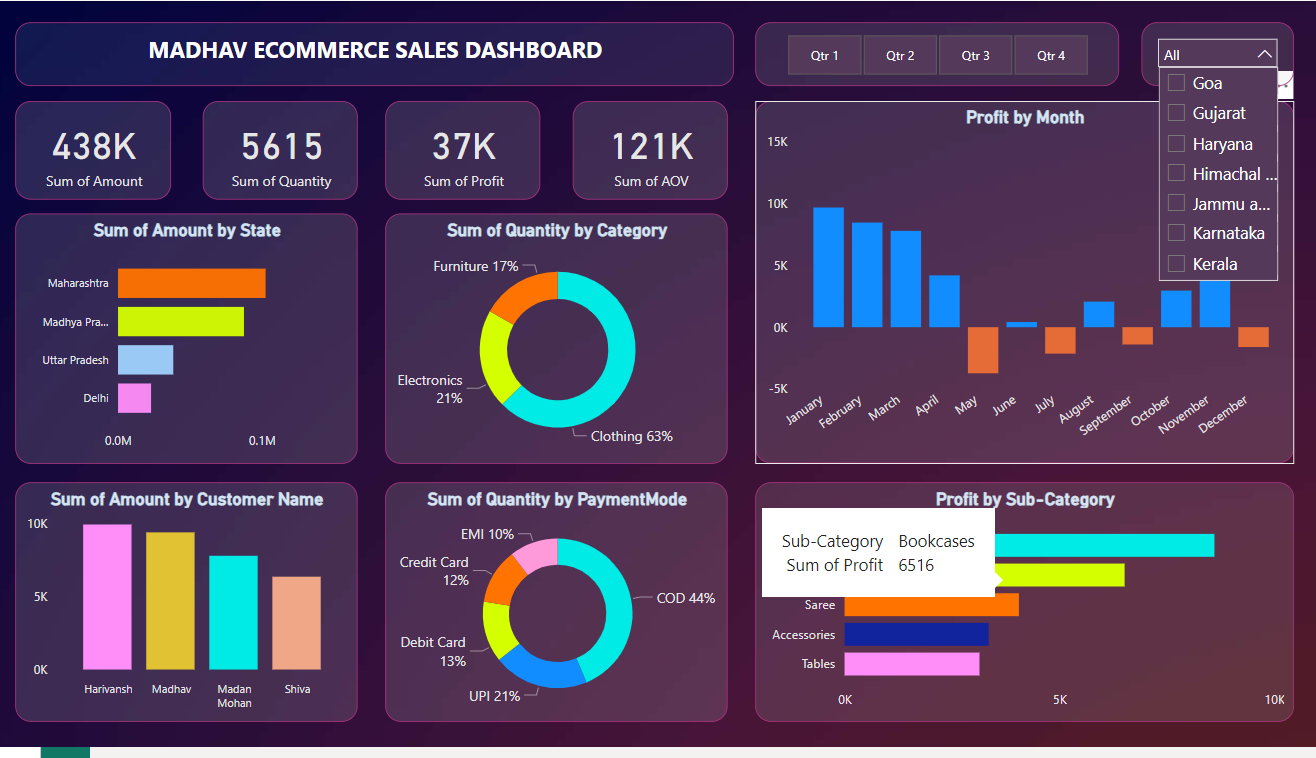 MADHAV ECOMMERCE SALES DASHBOARD
Qtr 1
Qtr 2
Qtr 3
Qtr 4
All
Goa
Gujarat
Haryana
Himachal ...
Jammu a...
Karnataka
Kerala
438K
Sum of Amount
5615
Sum of Quantity
37K
Sum of Profit
121K
Sum of AOV
Profit by Month
15K
10K
5K
0K
-5K
January
February
March
April
May
June
July
August
September
October
November
December
Sum of Amount by State
Maharashtra
Madhya Pra...
Uttar Pradesh
Delhi
0.0M
0.1M
Sum of Quantity by Category
Furniture 17%
Electronics
21%
Clothing 63%
Sum of Amount by Customer Name
10K
5K
0K
Harivansh
Madhav
Madan
Mohan
Shiva
Sum of Quantity by PaymentMode
EMI 10%
Credit Card
12%
COD 44%
Debit Card
13%
UPI 21%
Profit by Sub-Category
Sub-Category Bookcases
Sum of Profit 6516
Saree
Accessories
Tables
0K
5K
10K